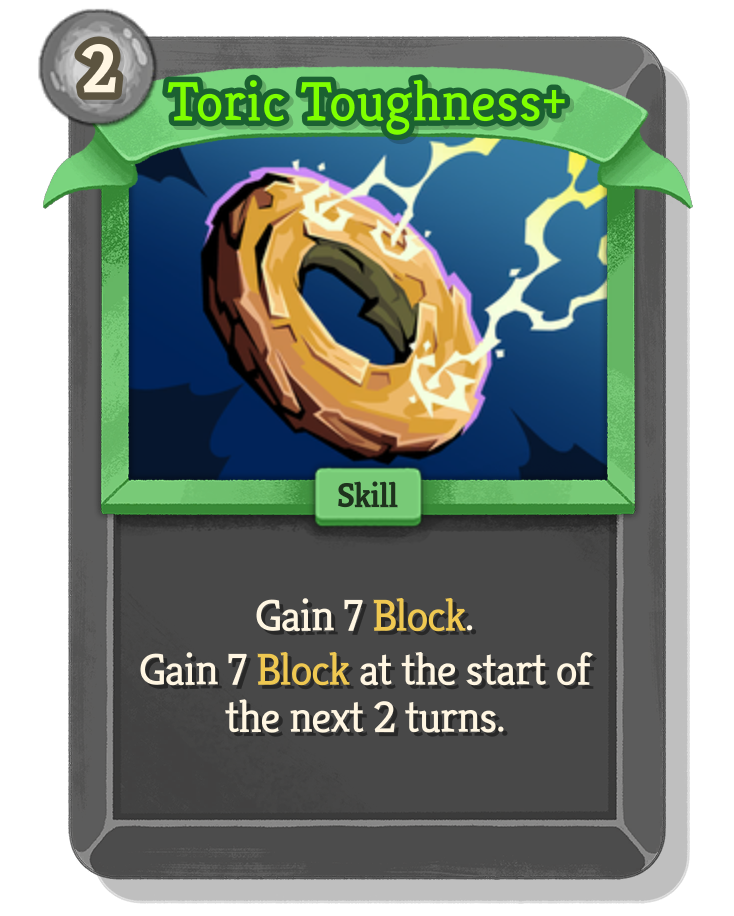 2
Toric Toughness+
Skill
Gain 7 Block.
Gain 7 Block at the start of
the next 2 turns.